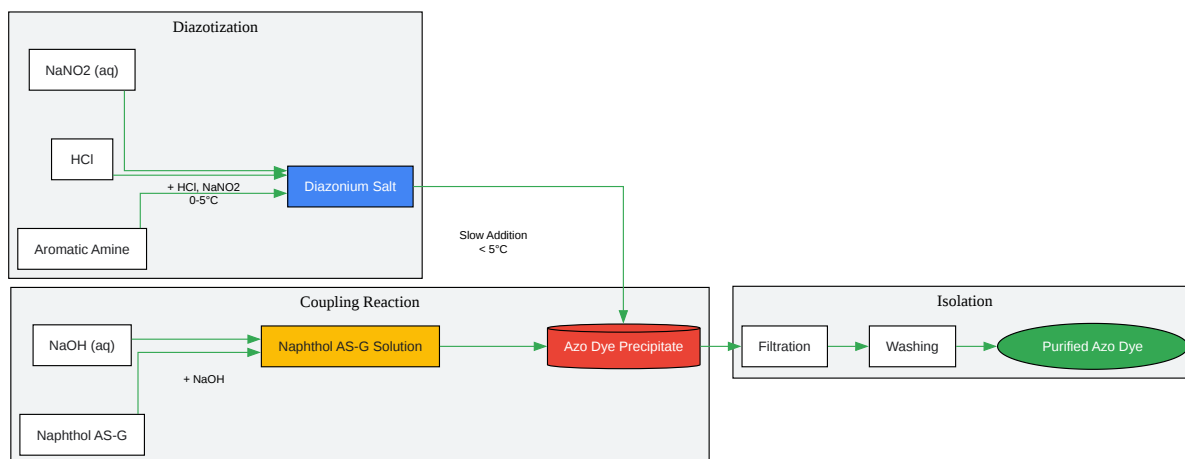 Diazotization
NaNO2 (aq)
HCl
+ HCl, NaNO2
0-5°C
Diazonium Salt
Aromatic Amine
Slow Addition
< 5°C
Coupling Reaction
NaOH (aq)
Naphthol AS-G Solution
Azo Dye Precipitate
+ NaOH
Naphthol AS-G
Isolation
Filtration
Washing
Purified Azo Dye